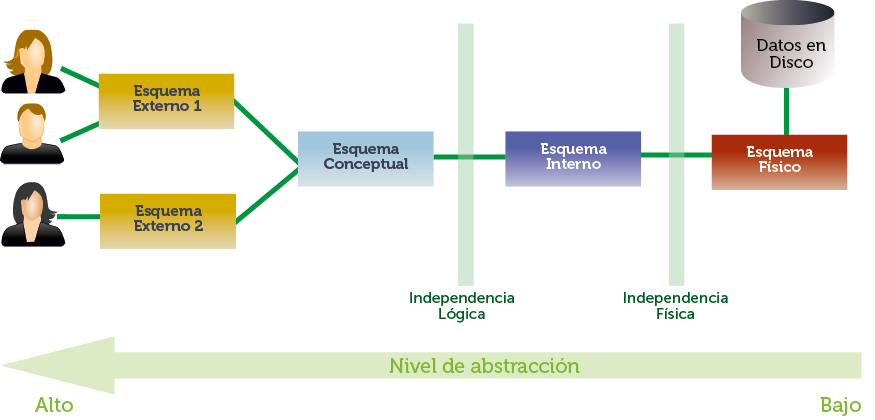 Esquema
Externo 1
Esquema
Externo 2
Esquema
Conceptual
Esquema
Interno
Esquema
Físico
Datos en
Disco
Independencia
Lógica
Independencia
Física
Nivel de abstracción
Alto
Bajo